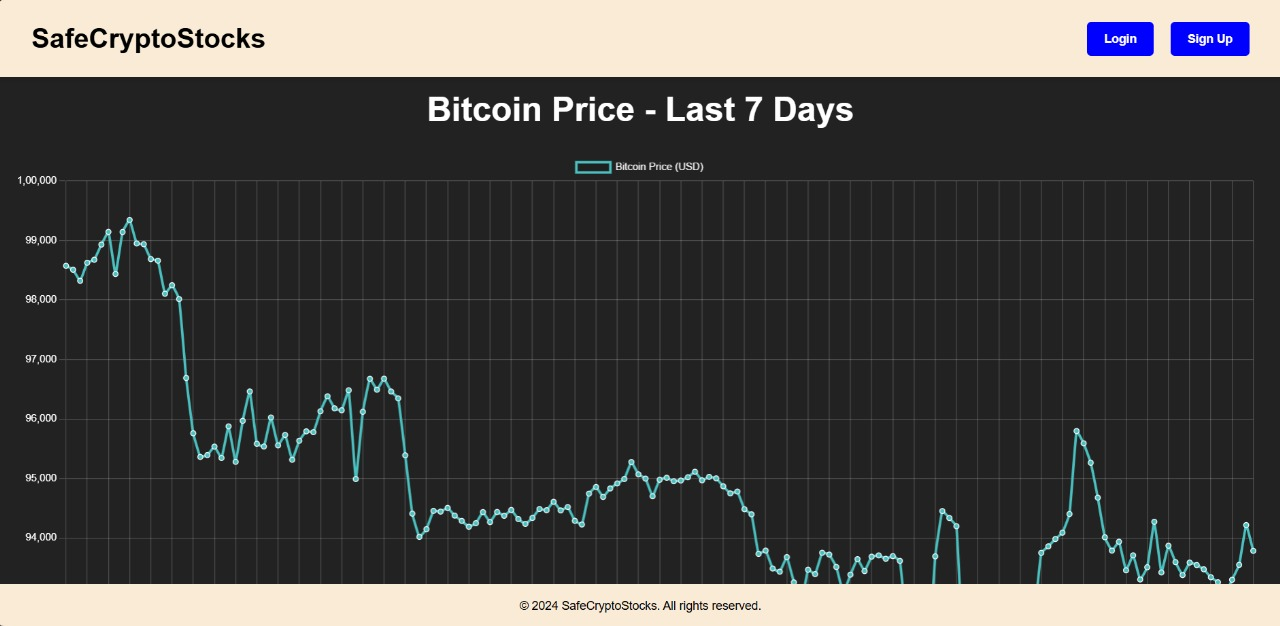 SafeCryptoStocks
Login
Sign Up
Bitcoin Price - Last 7 Days
Bitcoin Price (USD)
1,00,000
99,000
98,000
97,000
96,000
95,000
94,000
© 2024 SafeCryptoStocks. All rights reserved.